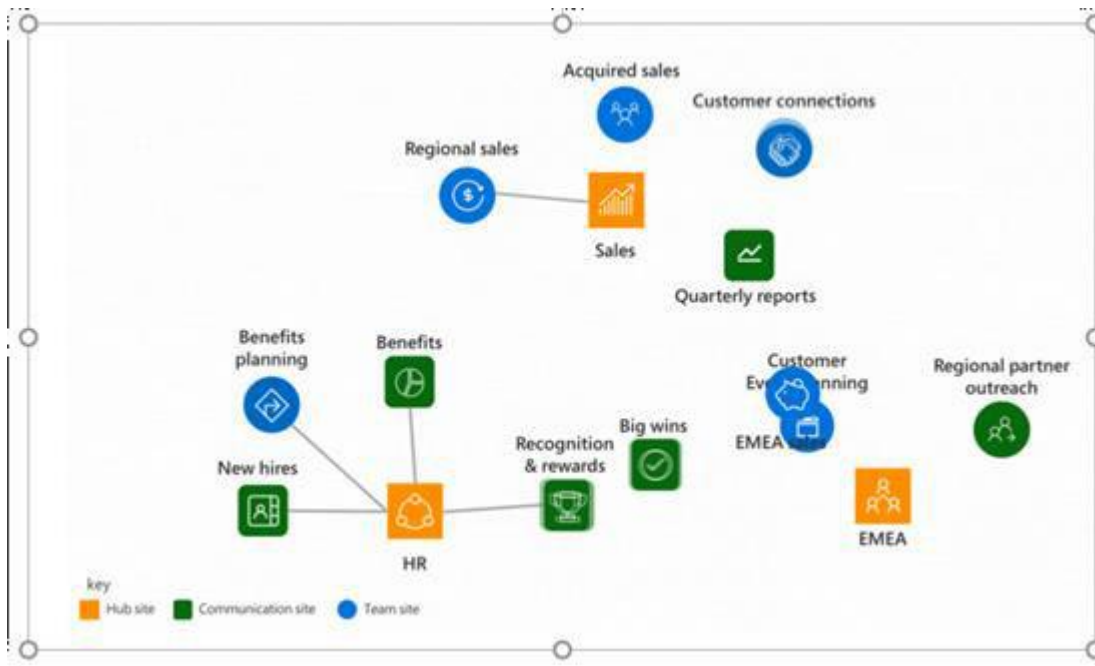 Acquired sales
Customer connections
Regional sales
Sales
Quarterly reports
Benefits
planning
Benefits
Customer
Regional partner
outreach
Big wins
EMEA
Recognition
& rewards
New hires
HR
EMEA
key
Hub site
Communication site
Team site